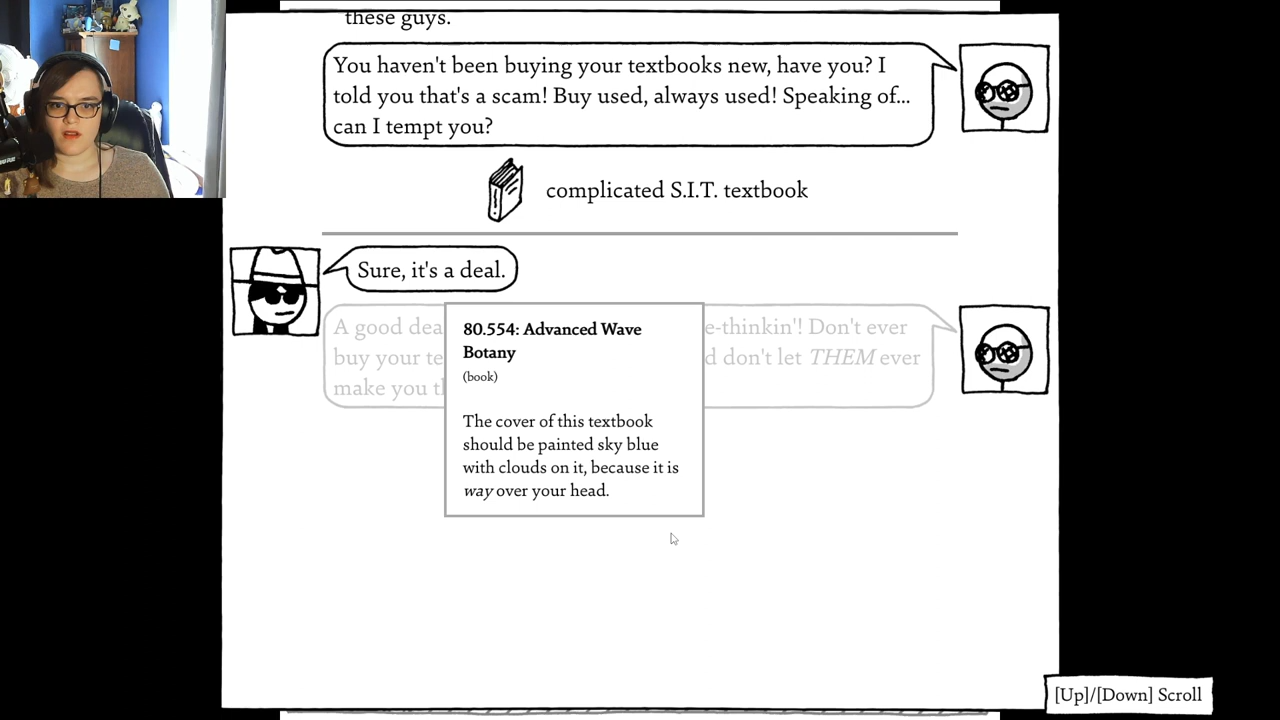 these guys.
You haven't been buying your textbooks new, have you? I
told you that's a scam! Buy used, always used! Speaking of...
can I tempt you?
complicated S.I.T. textbook
Sure, it's a deal.
A good dea
e-thinkin'! Don't ever
buy your te
d don't let THEM ever
make you t
80.554: Advanced Wave
Botany
(book)
The cover of this textbook
should be painted sky blue
with clouds on it, because it is
way over your head.
[Up]/[Down] Scroll